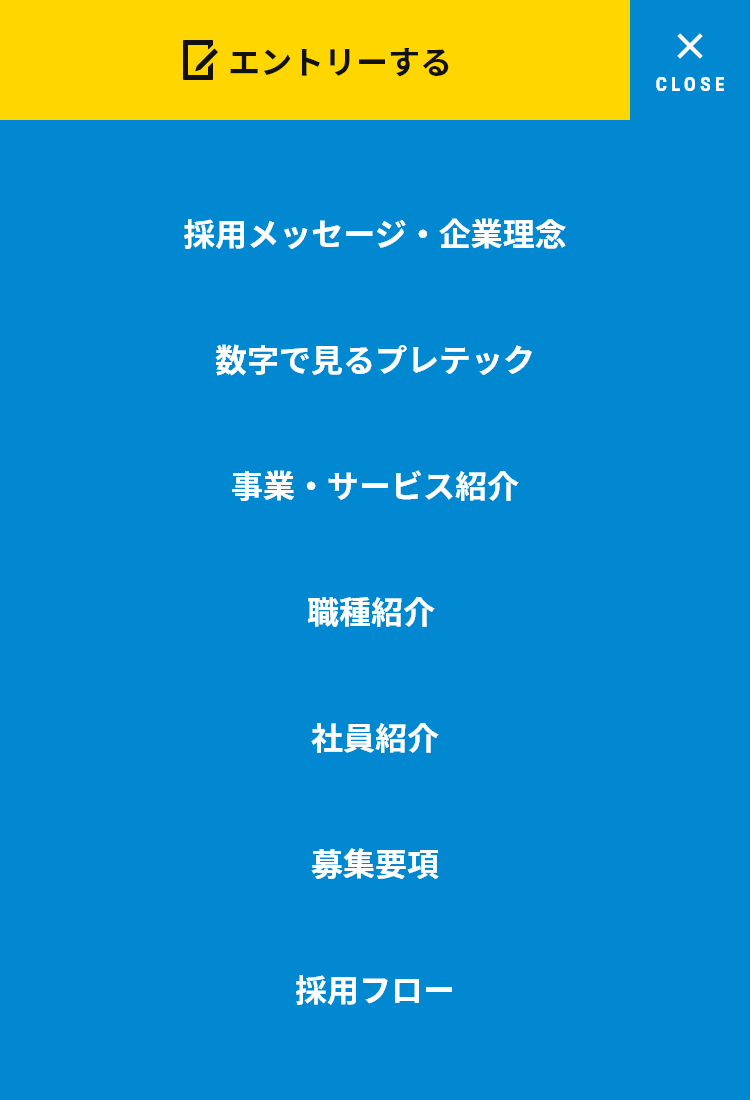 エントリーする
CLOSE
採用メッセージ・企業理念
数字で見るプレテック
事業・サービス紹介
職種紹介
社員紹介
募集要項
採用フロー